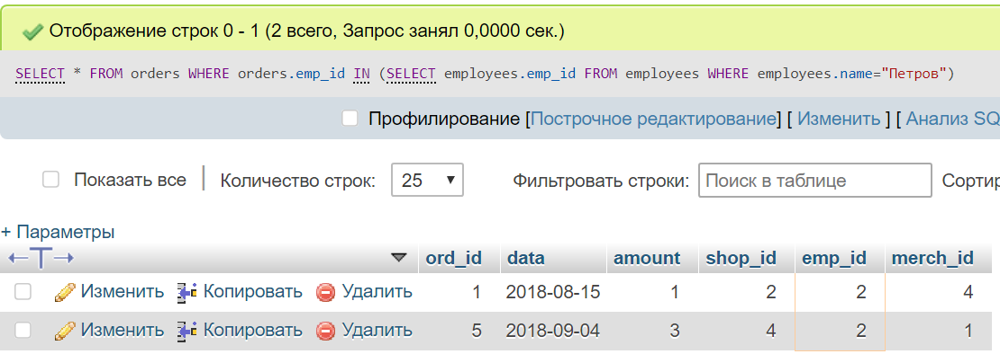 Отображение строк 0 - 1 (2 всего, Запрос занял 0,0000 сек.)
SELECT * FROM orders WHERE orders.emp_id IN (SELECT employees.emp_id FROM employees WHERE employees.name="Петров")
Профилирование [Построчное редактирование] [ Изменить ] [ Анализ SQ
Показать все | Количество строк: 25 Фильтровать строки: Поиск в таблице Сортир
+ Параметры
←T→ ord_id data amount shop_id emp_id merch_id
Изменить Копировать Удалить 1 2018-08-15 1 2 2 4
Изменить Копировать Удалить 5 2018-09-04 3 4 2 1